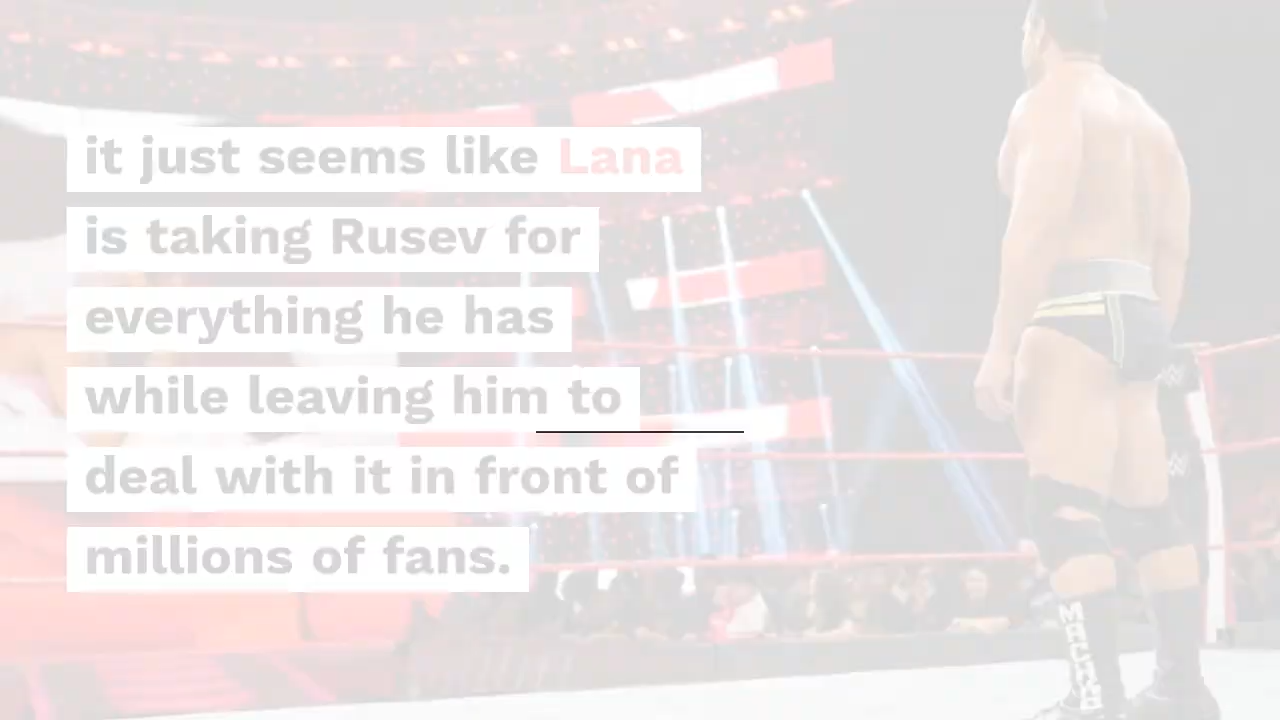 it just seems like Lana
is taking Rusev for
everything he has
while leaving him to
deal with it in front of
millions of fans.
MACHKA